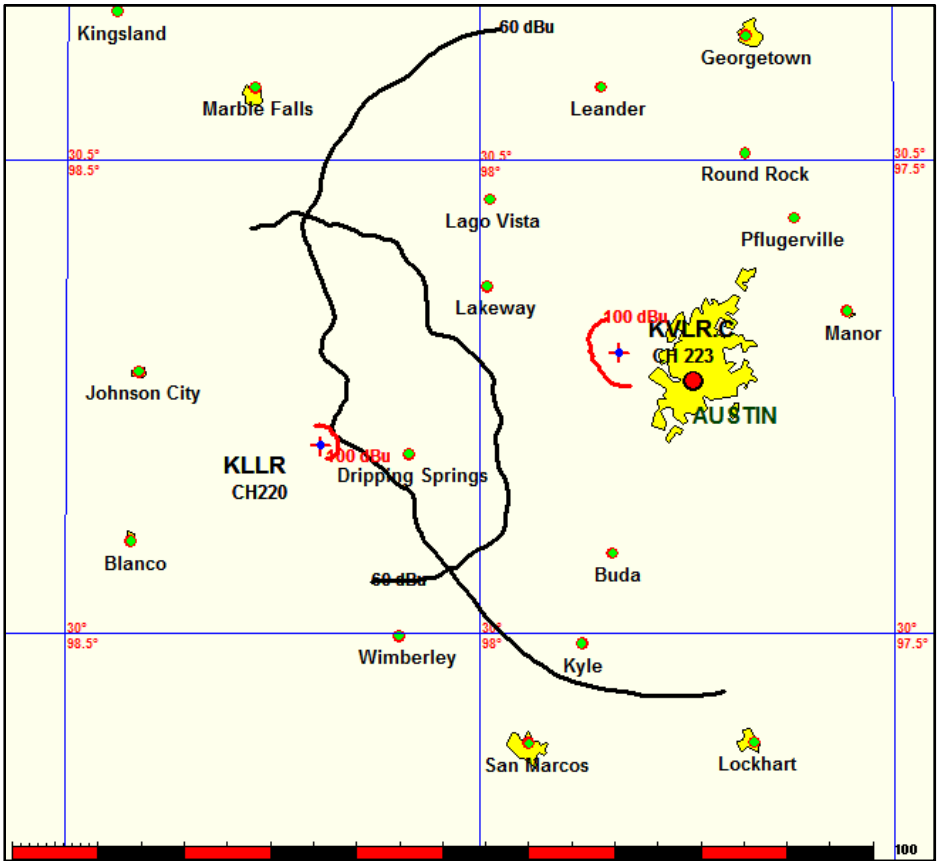 Kingsland
60 dBu
Georgetown
Marble Falls
Leander
30.5°
98.5°
30.5°
98°
30.5°
97.5°
Round Rock
Lago Vista
Pflugerville
Lakeway
100 dBu
KVLR.C
CH 223
Manor
Johnson City
AUSTIN
100 dBu
KLLR
CH220
Dripping Springs
Blanco
Buda
60 dBu
30°
98.5°
30°
98°
30°
97.5°
Wimberley
Kyle
San Marcos
Lockhart
100